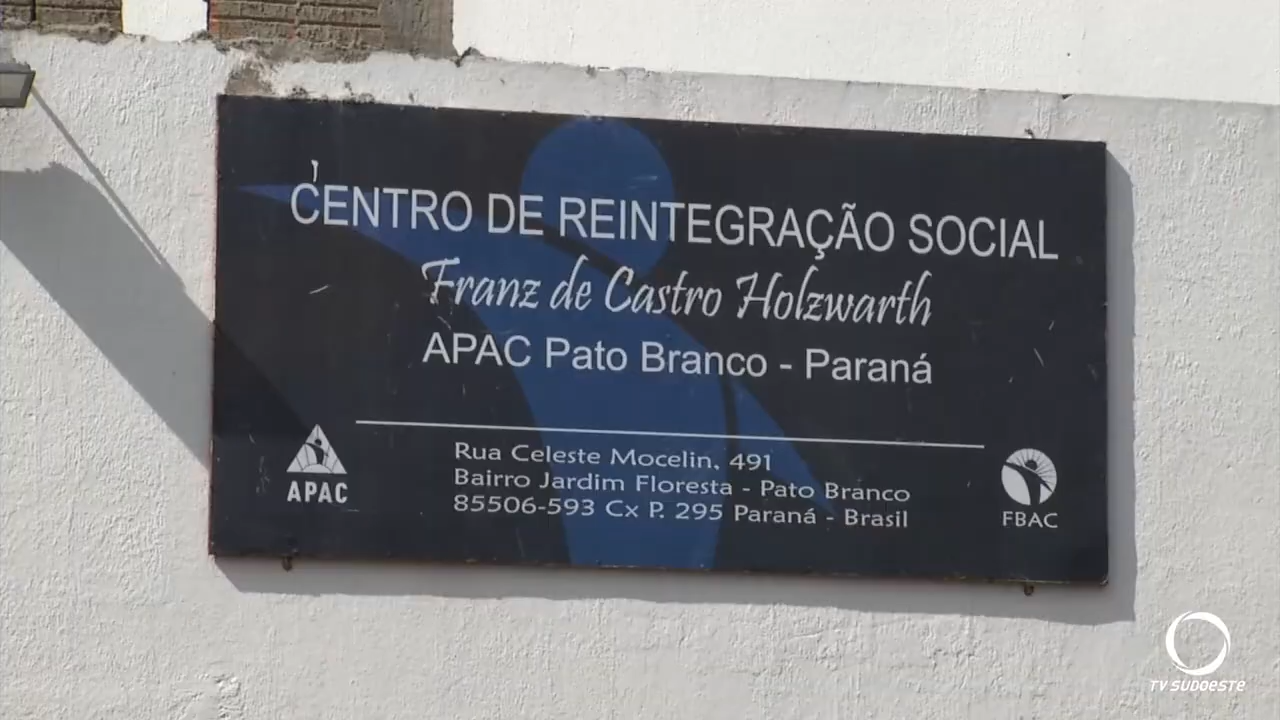 CENTRO DE REINTEGRAÇÃO SOCIAL
Franz de Castro Holzwarth
APAC Pato Branco - Paraná
Rua Celeste Mocelin, 491
Bairro Jardim Floresta - Pato Branco
85506-593 Cx P. 295 Paraná - Brasil
APAC
FBAC
TV SUDOESTE